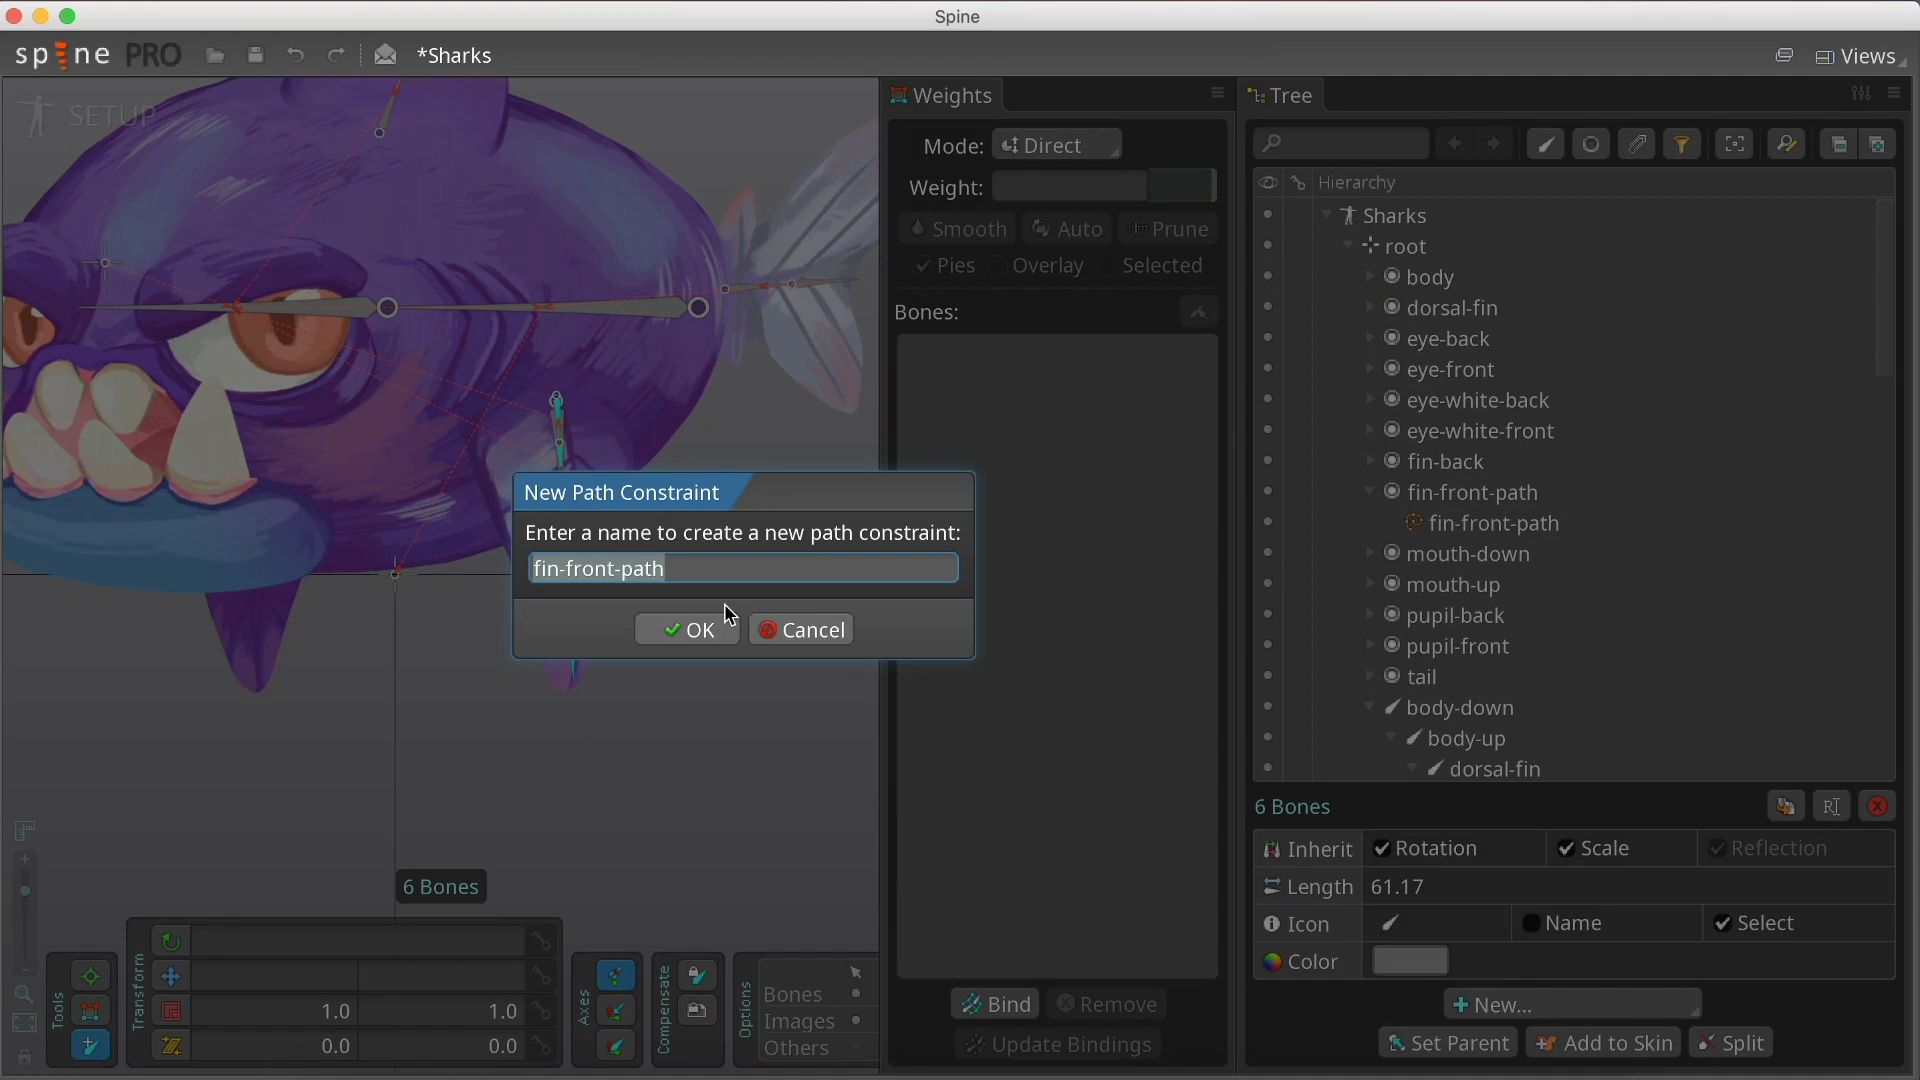 Spine
spine PRO
*Sharks
Views
SETUP
Weights
Mode:
Direct
Weight:
Smooth
Auto
Prune
Pies
Overlay
Selected
Bones:
Bind
Remove
Update Bindings
Tree
Hierarchy
Sharks
root
body
dorsal-fin
eye-back
eye-front
eye-white-back
eye-white-front
fin-back
fin-front-path
fin-front-path
mouth-down
mouth-up
pupil-back
pupil-front
tail
body-down
body-up
dorsal-fin
6 Bones
Inherit
Rotation
Scale
Reflection
Length
61.17
Icon
Name
Select
Color
New...
Set Parent
Add to Skin
Split
New Path Constraint
Enter a name to create a new path constraint:
fin-front-path
OK
Cancel
6 Bones
Tools
Transform
1.0
1.0
0.0
0.0
Axes
Compensate
Options
Bones
Images
Others